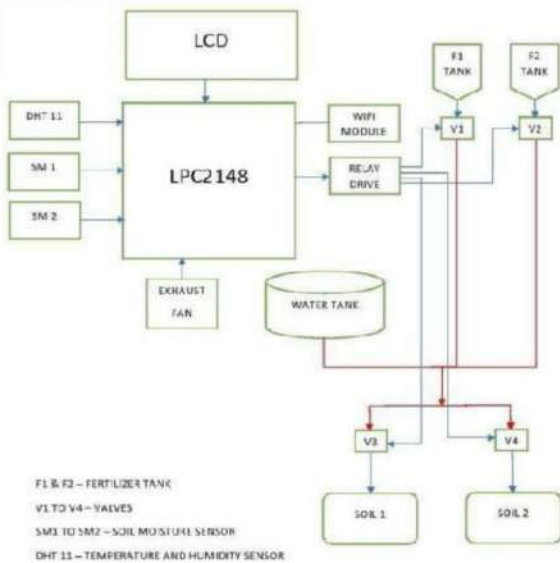 LCD
F1
TANK
F2
TANK
DHT 11
WIFI
MODULE
V1
V2
SM 1
LPC2148
RELAY
DRIVE
SM 2
EXHAUST
FAN
WATER TANK
V3
V4
SOIL 1
SOIL 2
F1 & F2 – FERTILIZER TANK
V1 TO V4 – VALVES
SM1 TO SM2 – SOIL MOISTURE SENSOR
DHT 11 – TEMPERATURE AND HUMIDITY SENSOR